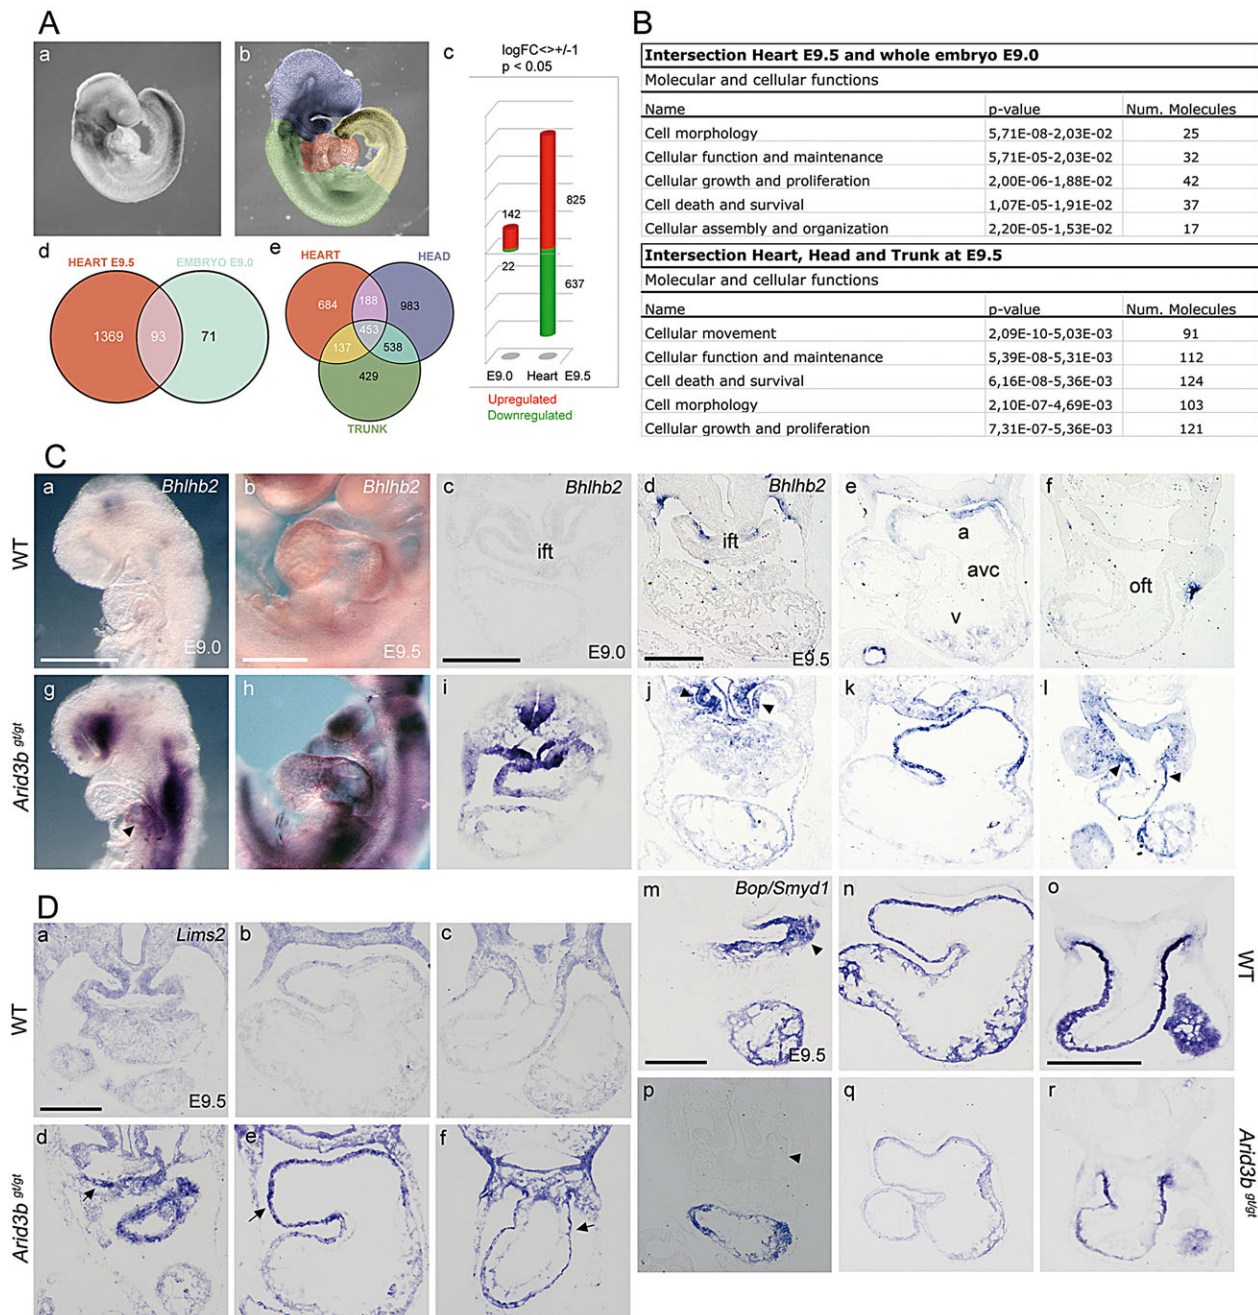 A
B
a
b
c
logFC<>+/-1
p < 0.05
142
825
22
637
E9.0 Heart E9.5
Upregulated
Downregulated
d
HEART E9.5
EMBRYO E9.0
1369
93
71
e
HEART
HEAD
684
188
983
453
137
538
429
TRUNK
Intersection Heart E9.5 and whole embryo E9.0
Molecular and cellular functions
Name p-value Num. Molecules
Cell morphology 5,71E-08-2,03E-02 25
Cellular function and maintenance 5,71E-05-2,03E-02 32
Cellular growth and proliferation 2,00E-06-1,88E-02 42
Cell death and survival 1,07E-05-1,91E-02 37
Cellular assembly and organization 2,20E-05-1,53E-02 17
Intersection Heart, Head and Trunk at E9.5
Molecular and cellular functions
Name p-value Num. Molecules
Cellular movement 2,09E-10-5,03E-03 91
Cellular function and maintenance 5,39E-08-5,31E-03 112
Cell death and survival 6,16E-08-5,36E-03 124
Cell morphology 2,10E-07-4,69E-03 103
Cellular growth and proliferation 7,31E-07-5,36E-03 121
C
WT
a Bhlhb2
E9.0
b Bhlhb2
E9.5
c Bhlhb2
ift
E9.0
d Bhlhb2
ift
E9.5
e
a
avc
v
f
oft
Arid3b gt/gt
g
h
i
j
k
l
m Bop/Smyd1
E9.5
n
o
WT
p
q
r
Arid3b gt/gt
D
WT
a Lims2
E9.5
b
c
Arid3b gt/gt
d
e
f